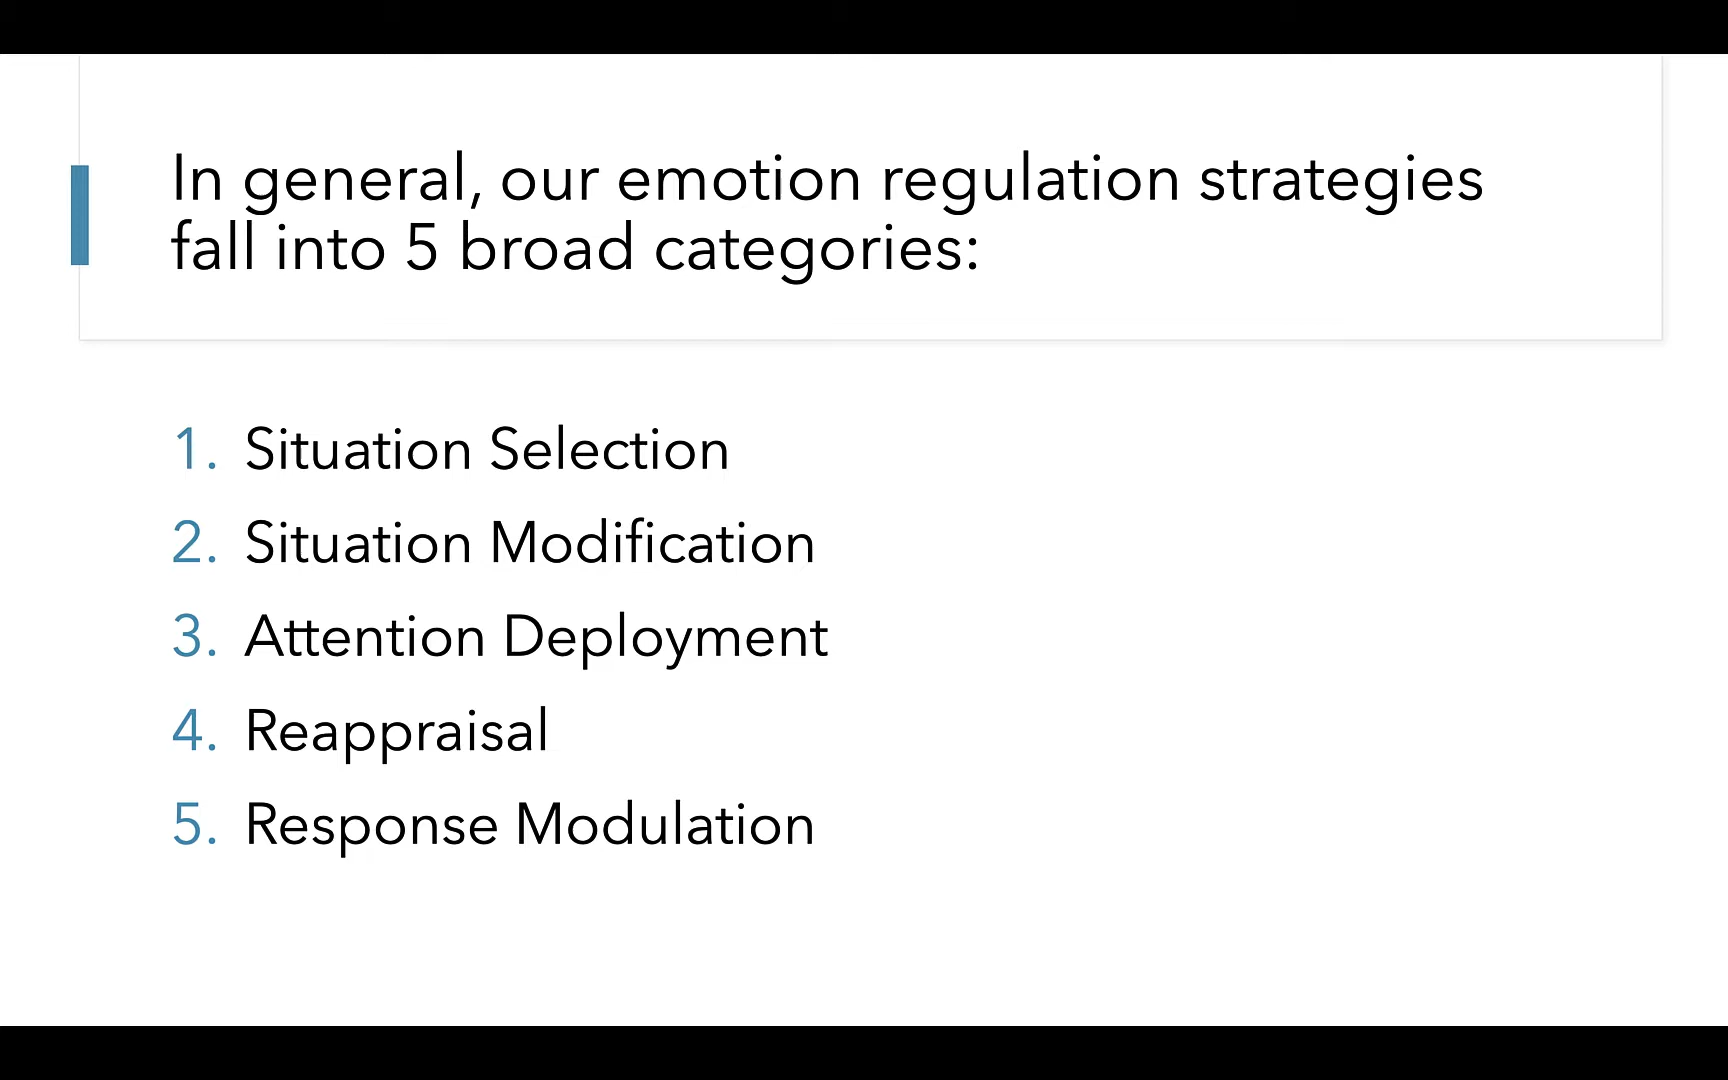 In general, our emotion regulation strategies
fall into 5 broad categories:
1. Situation Selection
2. Situation Modification
3. Attention Deployment
4. Reappraisal
5. Response Modulation